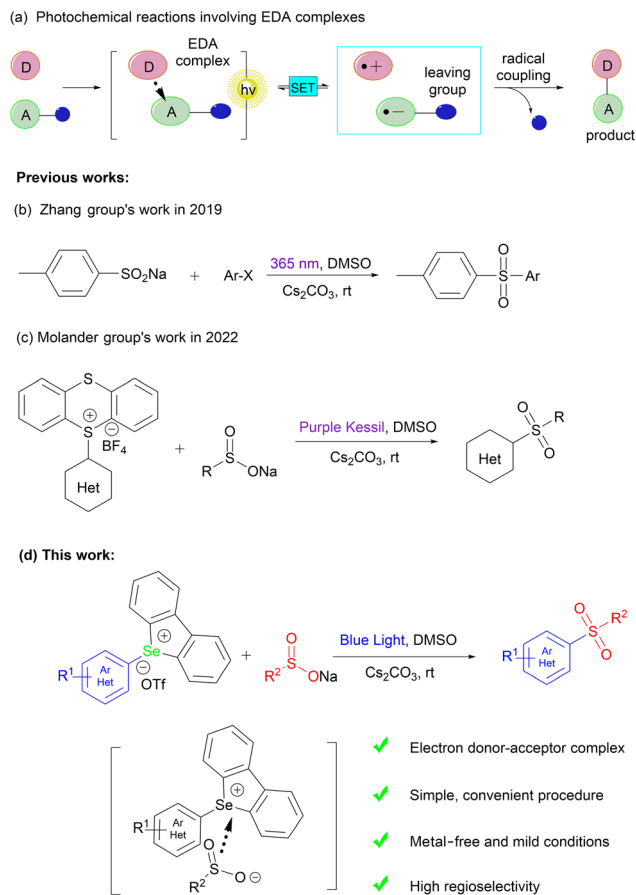 (a) Photochemical reactions involving EDA complexes
D
A
EDA
complex
D
A
hν
SET
•+
•—
leaving
group
radical
coupling
D
A
product
Previous works:
(b) Zhang group's work in 2019
SO2Na
+
Ar-X
365 nm, DMSO
Cs2CO3, rt
O
S
Ar
O
(c) Molander group's work in 2022
S
S
+
−
BF4
Het
+
O
S
R
ONa
Purple Kessil, DMSO
Cs2CO3, rt
O
R
S
O
Het
(d) This work:
+
Se
−
OTf
R1
Ar
Het
+
O
S
R2
ONa
Blue Light, DMSO
Cs2CO3, rt
O
R2
S
O
R1
Ar
Het
+
Se
R1
Ar
Het
O
S
O
−
R2
Electron donor-acceptor complex
Simple, convenient procedure
Metal-free and mild conditions
High regioselectivity